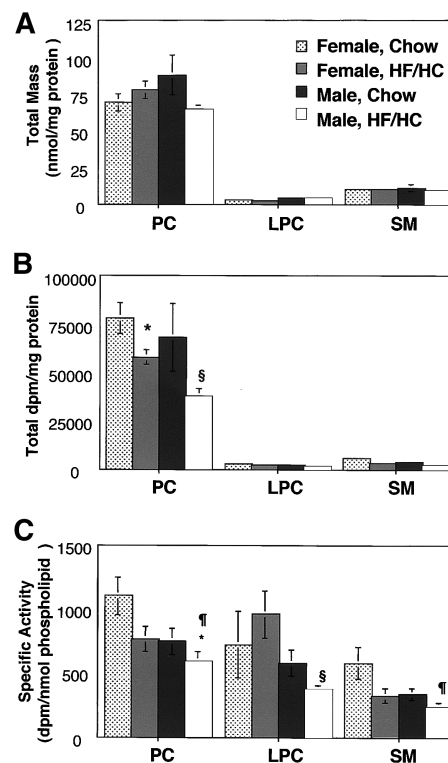 A
Total Mass
(nmol/mg protein )
125
100
75
50
25
0
Female, Chow
Female, HF/HC
Male, Chow
Male, HF/HC
PC LPC SM
B
Total dpm/mg protein
100000
75000
50000
25000
0
*
§
PC LPC SM
C
Specific Activity
(dpm/nmol phospholipid )
1500
1000
500
0
¶
*
§
¶
PC LPC SM